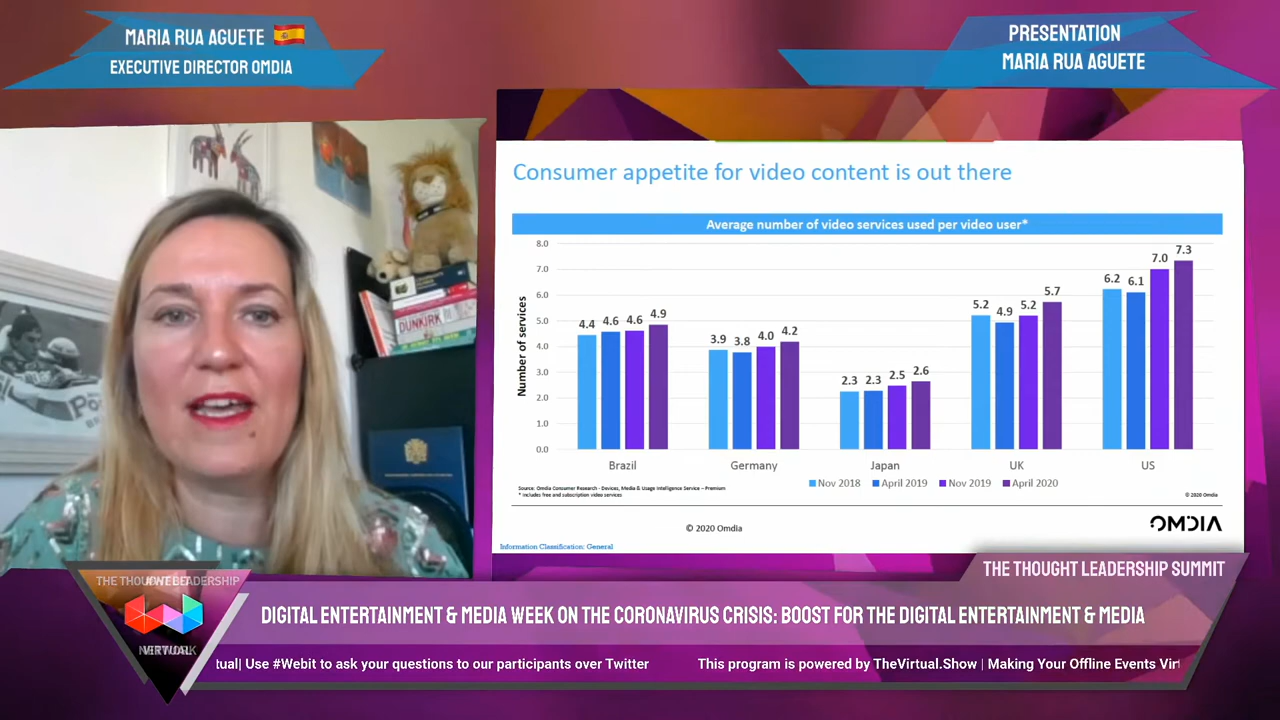 MARIA RUA AGUETE
EXECUTIVE DIRECTOR OMDIA
PRESENTATION
MARIA RUA AGUETE
DUNKIRK
Consumer appetite for video content is out there
Average number of video services used per video user*
Number of services
8.0
7.0
6.0
5.0
4.0
3.0
2.0
1.0
0.0
4.4 4.6 4.6 4.9
3.9 3.8 4.0 4.2
2.3 2.3 2.5 2.6
5.2 4.9 5.2 5.7
6.2 6.1 7.0 7.3
Brazil Germany Japan UK US
Nov 2018 April 2019 Nov 2019 April 2020
Source: Omdia Consumer Research - Devices, Media & Usage Intelligence Service – Premium
* Includes free and subscription video services
© 2020 Omdia
© 2020 Omdia
OMDIA
Information Classification: General
THE THOUGHT LEADERSHIP SUMMIT
THE THOUGHT LEADERSHIP
VIRTUAL
DIGITAL ENTERTAINMENT & MEDIA WEEK ON THE CORONAVIRUS CRISIS: BOOST FOR THE DIGITAL ENTERTAINMENT & MEDIA
tual| Use #Webit to ask your questions to our participants over Twitter
This program is powered by TheVirtual.Show | Making Your Offline Events Virt